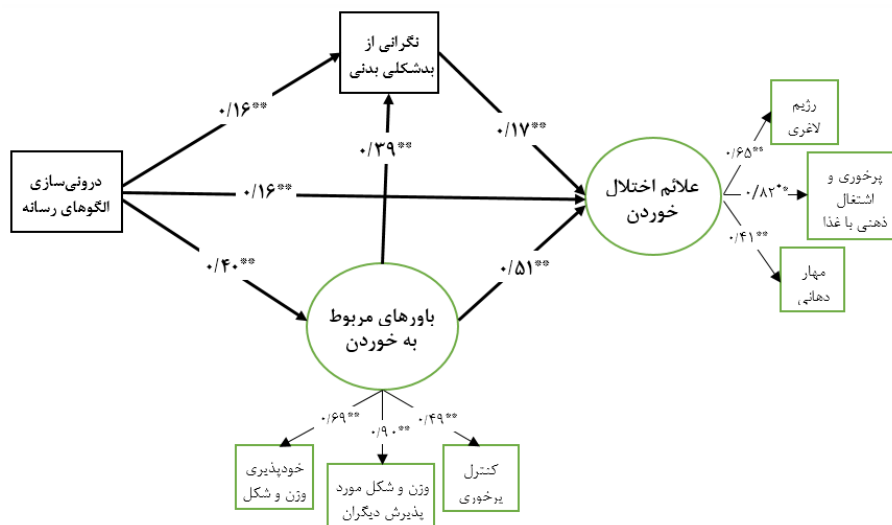 نگرانی از
بدشکلی بدنی
۰/۱۶**
۰/۱۷**
رژیم
لاغری
۰/۳۹**
۰/۶۵**
درونی‌سازی
الگوهای رسانه
۰/۱۶**
علائم اختلال
خوردن
۰/۸۲**
پرخوری و
اشتغال
ذهنی با غذا
۰/۴۱**
۰/۴۰**
۰/۵۱**
مهار
دهانی
باورهای مربوط
به خوردن
۰/۶۹**
۰/۹۰**
۰/۴۹**
خودپذیری
وزن و شکل
وزن و شکل مورد
پذیرش دیگران
کنترل
پرخوری